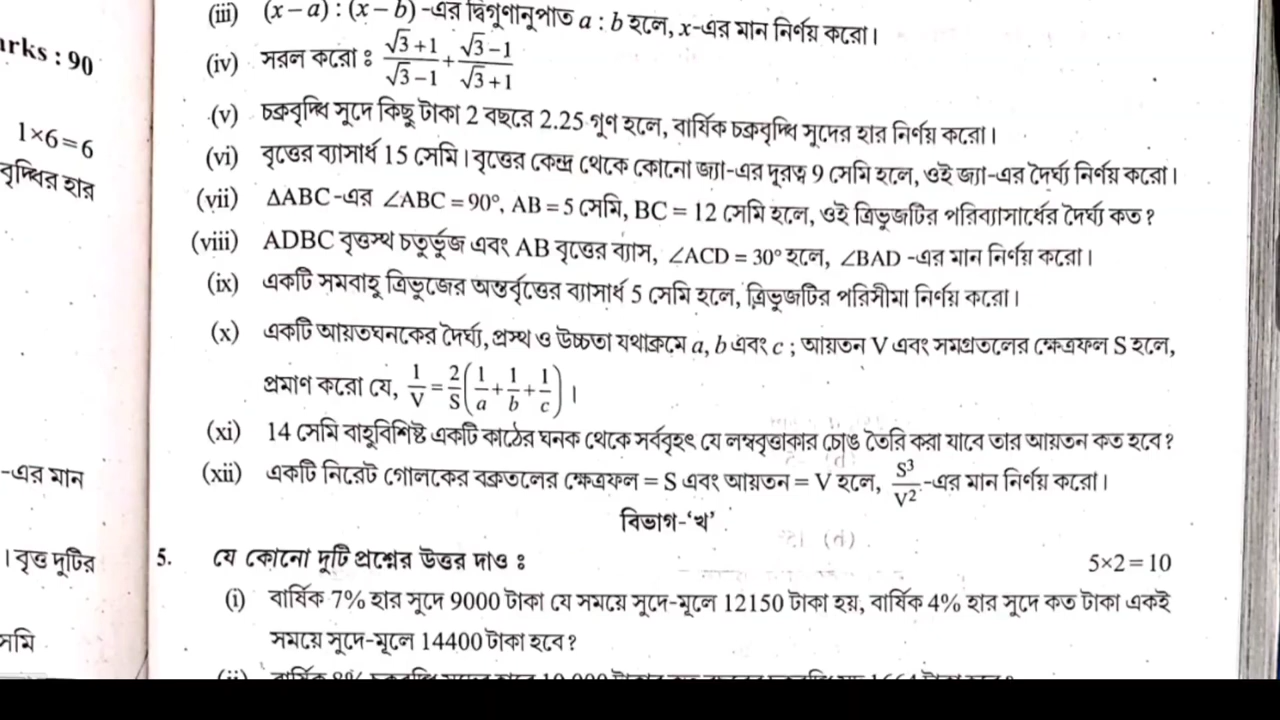 (iii) (x – a) : (x – b) -এর দ্বিগুণানুপাত a : b হলে, x-এর মান নির্ণয় করো।
(iv) সরল করো ঃ (√3 + 1)/(√3 – 1) + (√3 – 1)/(√3 + 1)
(v) চক্রবৃদ্ধি সুদে কিছু টাকা 2 বছরে 2.25 গুণ হলে, বার্ষিক চক্রবৃদ্ধি সুদের হার নির্ণয় করো।
(vi) বৃত্তের ব্যাসার্ধ 15 সেমি। বৃত্তের কেন্দ্র থেকে কোনো জ্যা-এর দূরত্ব 9 সেমি হলে, ওই জ্যা-এর দৈর্ঘ্য নির্ণয় করো।
(vii) ΔABC-এর ∠ABC = 90°, AB = 5 সেমি, BC = 12 সেমি হলে, ওই ত্রিভুজটির পরিব্যাসার্ধের দৈর্ঘ্য কত?
(viii) ADBC বৃত্তস্থ চতুর্ভুজ এবং AB বৃত্তের ব্যাস, ∠ACD = 30° হলে, ∠BAD -এর মান নির্ণয় করো।
(ix) একটি সমবাহু ত্রিভুজের অন্তর্বৃত্তের ব্যাসার্ধ 5 সেমি হলে, ত্রিভুজটির পরিসীমা নির্ণয় করো।
(x) একটি আয়তঘনকের দৈর্ঘ্য, প্রস্থ ও উচ্চতা যথাক্রমে a, b এবং c ; আয়তন V এবং সমগ্রতলের ক্ষেত্রফল S হলে,
প্রমাণ করো যে, 1/V = 2/S (1/a + 1/b + 1/c)।
(xi) 14 সেমি বাহুবিশিষ্ট একটি কাঠের ঘনক থেকে সর্ববৃহৎ যে লম্ববৃত্তাকার চোঙ তৈরি করা যাবে তার আয়তন কত হবে?
(xii) একটি নিরেট গোলকের বক্রতলের ক্ষেত্রফল = S এবং আয়তন = V হলে, S³/V² -এর মান নির্ণয় করো।
বিভাগ-‘খ’
5. যে কোনো দুটি প্রশ্নের উত্তর দাও ঃ 5×2 = 10
(i) বার্ষিক 7% হার সুদে 9000 টাকা যে সময়ে সুদে-মূলে 12150 টাকা হয়, বার্ষিক 4% হার সুদে কত টাকা একই
সময়ে সুদে-মূলে 14400 টাকা হবে?
arks : 90
1×6=6
বৃদ্ধির হার
-এর মান
। বৃত্ত দুটির
সেমি